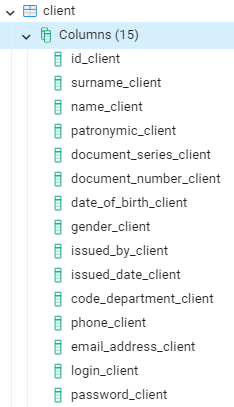 client
Columns (15)
id_client
surname_client
name_client
patronymic_client
document_series_client
document_number_client
date_of_birth_client
gender_client
issued_by_client
issued_date_client
code_department_client
phone_client
email_address_client
login_client
password_client